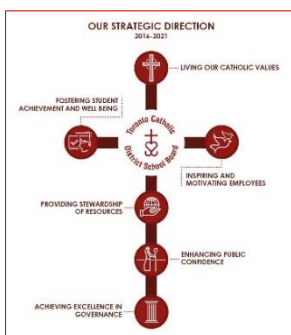 OUR STRATEGIC DIRECTION
2016-2021
LIVING OUR CATHOLIC VALUES
FOSTERING STUDENT
ACHIEVEMENT AND WELL BEING
Toronto Catholic
District School Board
INSPIRING AND
MOTIVATING EMPLOYEES
PROVIDING STEWARDSHIP
OF RESOURCES
ENHANCING PUBLIC
CONFIDENCE
ACHIEVING EXCELLENCE IN
GOVERNANCE